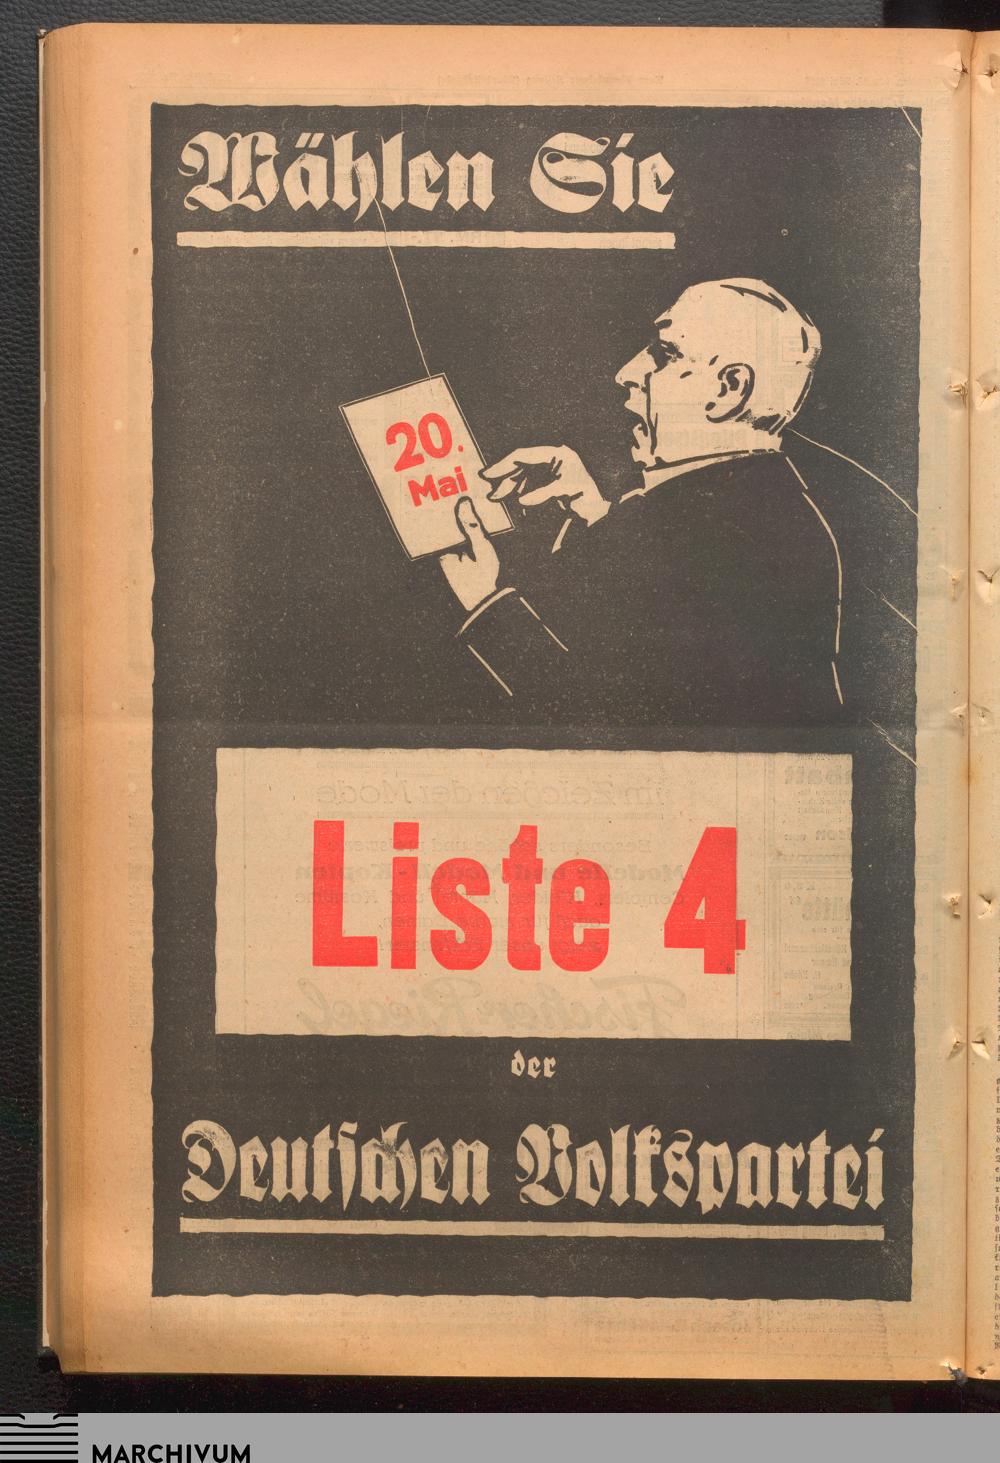 Wählen Sie
20.
Mai
Liste 4
der
Deutschen Volkspartei
MARCHIVUM